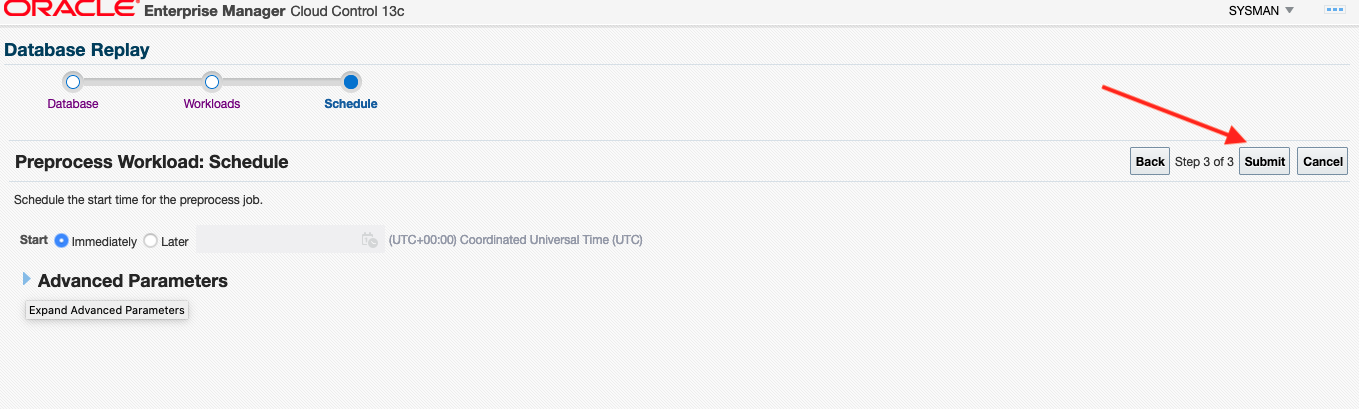 ORACLE Enterprise Manager Cloud Control 13c SYSMAN
Database Replay
Database Workloads Schedule
Preprocess Workload: Schedule Back Step 3 of 3 Submit Cancel
Schedule the start time for the preprocess job.
Start Immediately Later (UTC+00:00) Coordinated Universal Time (UTC)
Advanced Parameters
Expand Advanced Parameters